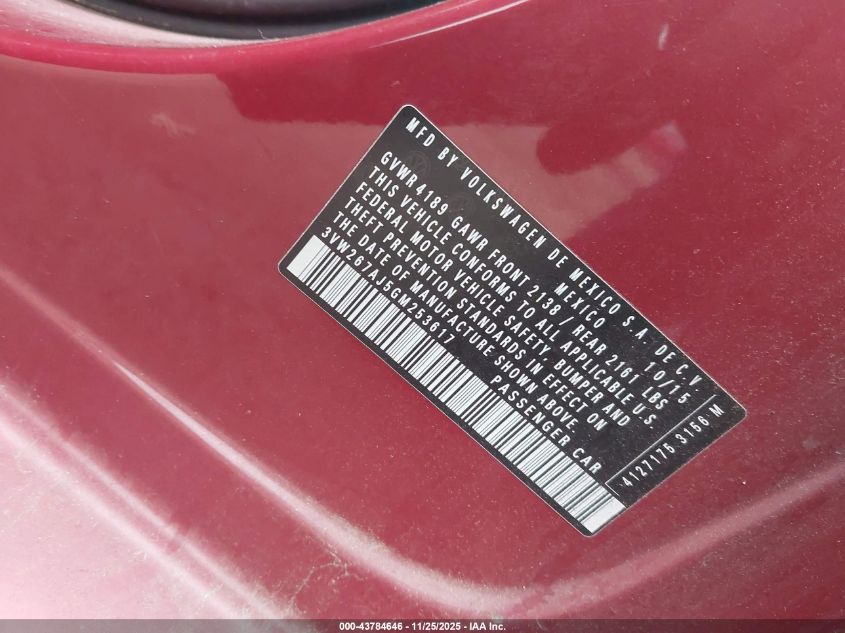 MFD BY VOLKSWAGEN DE MEXICO S.A. DE C.V
MEXICO 10/15
GVWR 4189 GAWR FRONT 2138 / REAR 2161 LBS
THIS VEHICLE CONFORMS TO ALL APPLICABLE U.S.
FEDERAL MOTOR VEHICLE SAFETY, BUMPER AND
THEFT PREVENTION STANDARDS IN EFFECT ON
THE DATE OF MANUFACTURE SHOWN ABOVE.
3VW267AJ5GM253617 PASSENGER CAR
4127175 3156 M
000-43784646 - 11/25/2025 - IAA Inc.